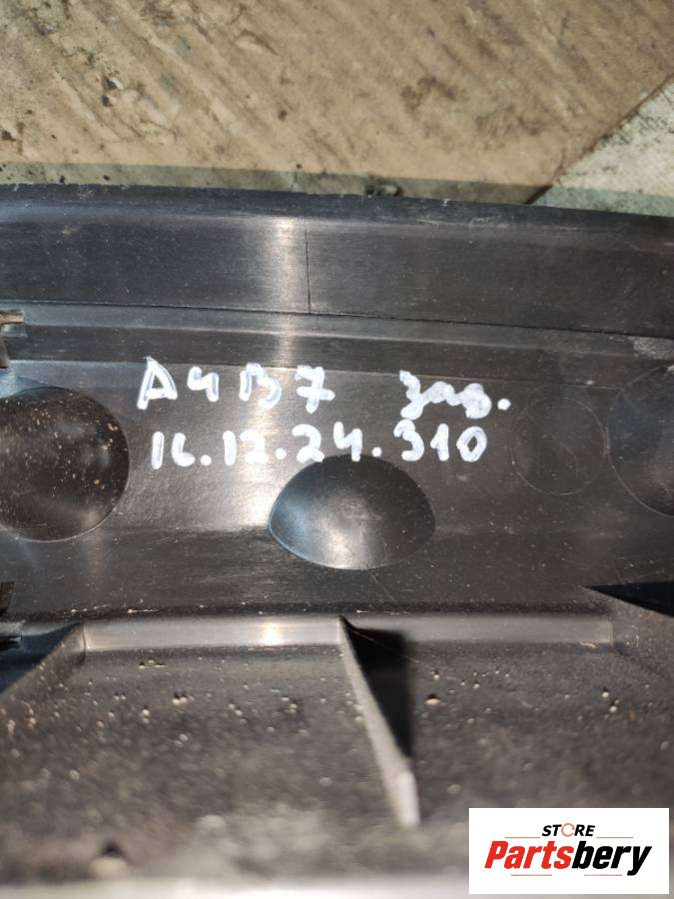 A4B7 зад.
16.12.24.310
STORE
Partsbery